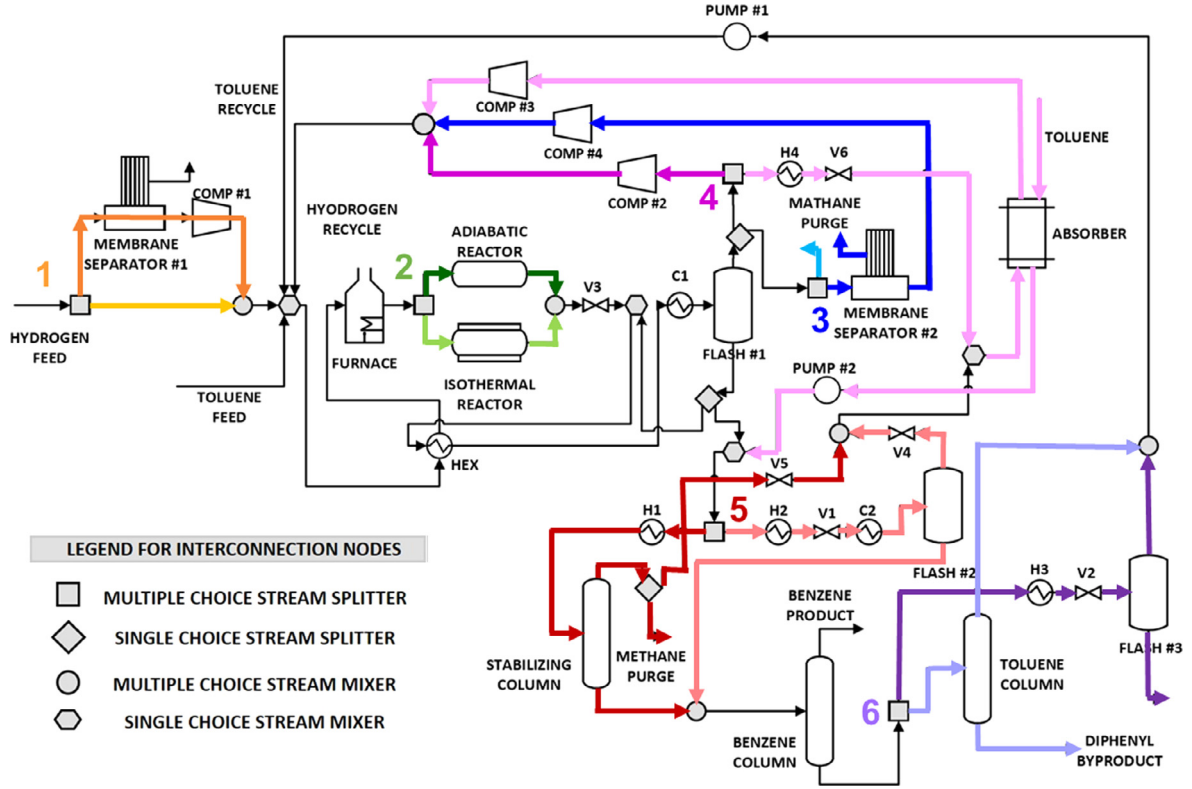 PUMP #1
TOLUENE
RECYCLE
COMP #3
COMP #4
TOLUENE
COMP #1
COMP #2
4
H4
V6
MATHANE
PURGE
ABSORBER
MEMBRANE
SEPARATOR #1
HYODROGEN
RECYCLE
ADIABATIC
REACTOR
1
2
C1
V3
3
MEMBRANE
SEPARATOR #2
HYDROGEN
FEED
FURNACE
FLASH #1
ISOTHERMAL
REACTOR
PUMP #2
TOLUENE
FEED
HEX
V4
V5
5
H1
H2
V1
C2
FLASH #2
LEGEND FOR INTERCONNECTION NODES
MULTIPLE CHOICE STREAM SPLITTER
SINGLE CHOICE STREAM SPLITTER
MULTIPLE CHOICE STREAM MIXER
SINGLE CHOICE STREAM MIXER
H3
V2
BENZENE
PRODUCT
FLASH #3
STABILIZING
COLUMN
METHANE
PURGE
TOLUENE
COLUMN
6
BENZENE
COLUMN
DIPHENYL
BYPRODUCT